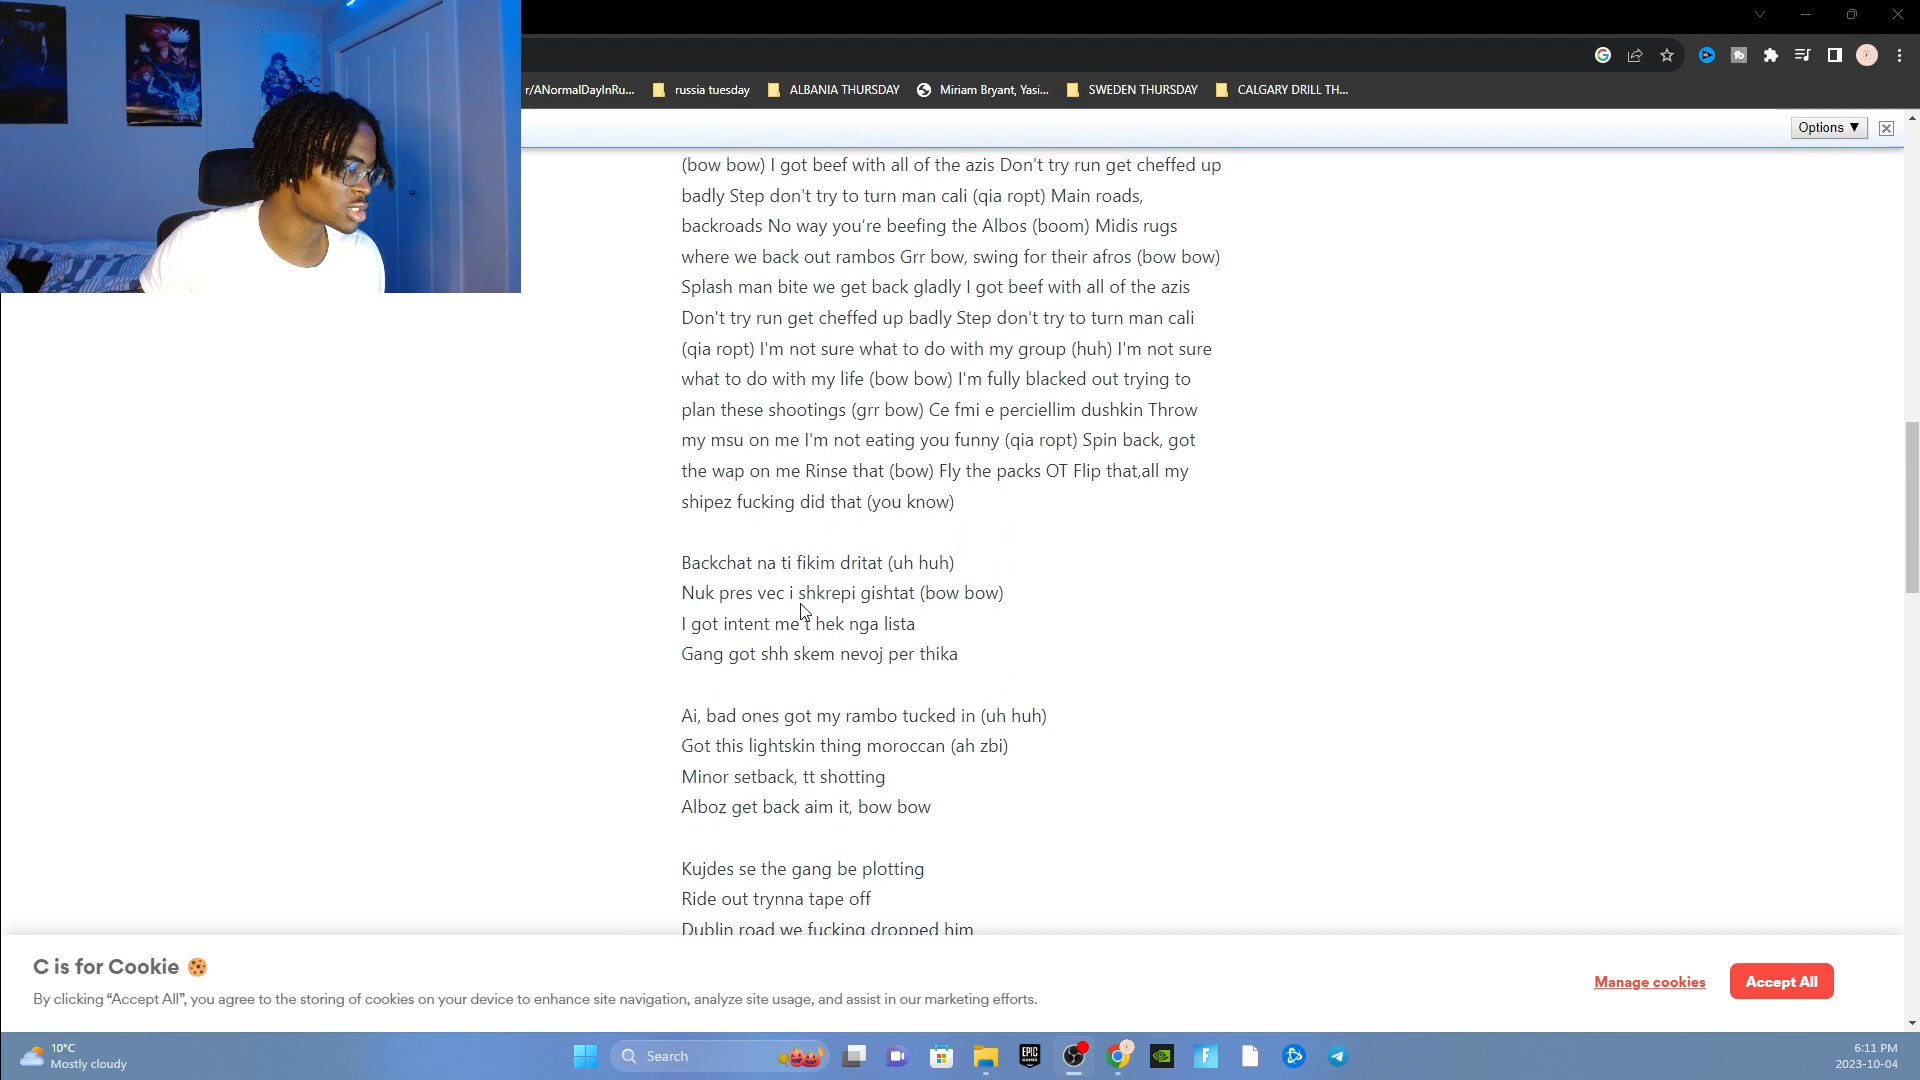 r/ANormalDayInRu...
russia tuesday
ALBANIA THURSDAY
Miriam Bryant, Yasi...
SWEDEN THURSDAY
CALGARY DRILL TH...
Options ▼
(bow bow) I got beef with all of the azis Don't try run get cheffed up
badly Step don't try to turn man cali (qia ropt) Main roads,
backroads No way you're beefing the Albos (boom) Midis rugs
where we back out rambos Grr bow, swing for their afros (bow bow)
Splash man bite we get back gladly I got beef with all of the azis
Don't try run get cheffed up badly Step don't try to turn man cali
(qia ropt) I'm not sure what to do with my group (huh) I'm not sure
what to do with my life (bow bow) I'm fully blacked out trying to
plan these shootings (grr bow) Ce fmi e perciellim dushkin Throw
my msu on me I'm not eating you funny (qia ropt) Spin back, got
the wap on me Rinse that (bow) Fly the packs OT Flip that,all my
shipez fucking did that (you know)
Backchat na ti fikim dritat (uh huh)
Nuk pres vec i shkrepi gishtat (bow bow)
I got intent me t hek nga lista
Gang got shh skem nevoj per thika
Ai, bad ones got my rambo tucked in (uh huh)
Got this lightskin thing moroccan (ah zbi)
Minor setback, tt shotting
Alboz get back aim it, bow bow
Kujdes se the gang be plotting
Ride out trynna tape off
Dublin road we fucking dropped him
C is for Cookie 🍪
By clicking “Accept All”, you agree to the storing of cookies on your device to enhance site navigation, analyze site usage, and assist in our marketing efforts.
Manage cookies
Accept All
10°C
Mostly cloudy
Search
EPIC
GAMES
6:11 PM
2023-10-04